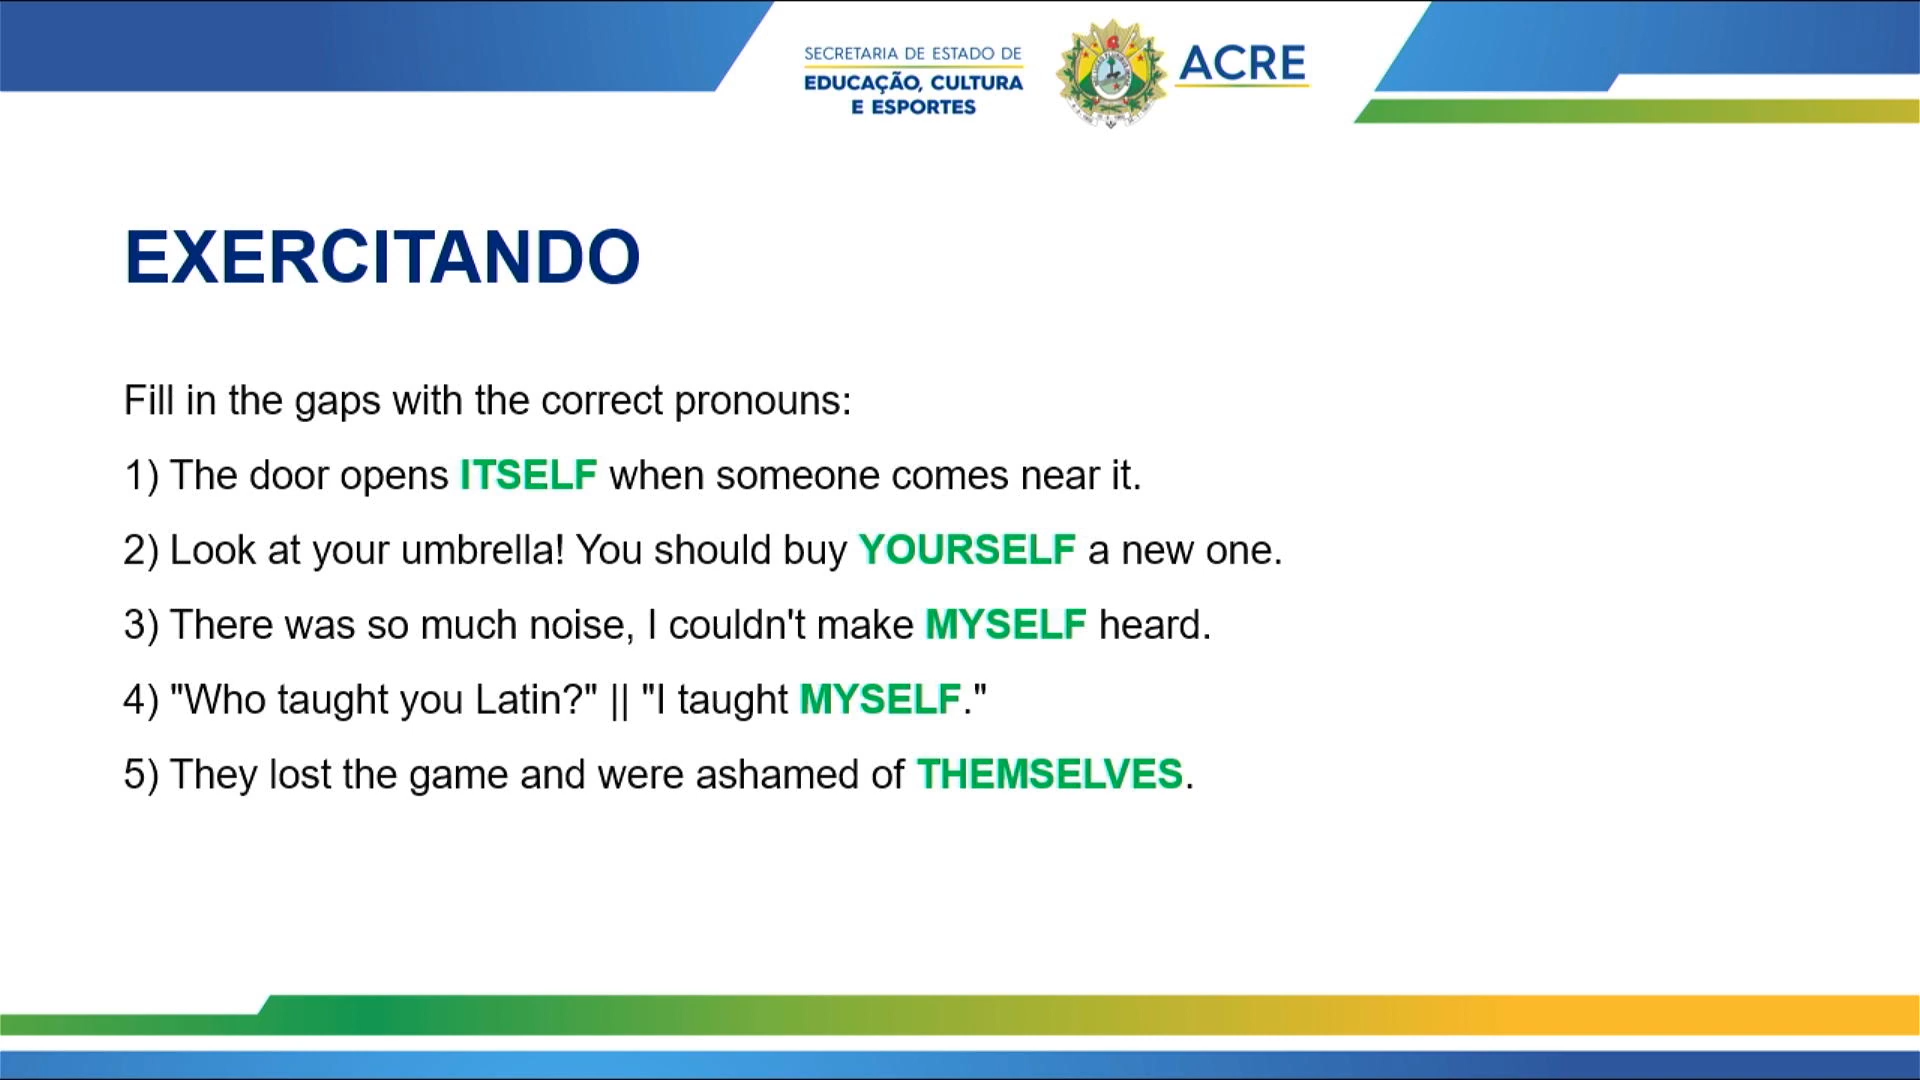 SECRETARIA DE ESTADO DE
EDUCAÇÃO, CULTURA
E ESPORTES
ACRE
EXERCITANDO
Fill in the gaps with the correct pronouns:
1) The door opens ITSELF when someone comes near it.
2) Look at your umbrella! You should buy YOURSELF a new one.
3) There was so much noise, I couldn't make MYSELF heard.
4) "Who taught you Latin?" || "I taught MYSELF."
5) They lost the game and were ashamed of THEMSELVES.